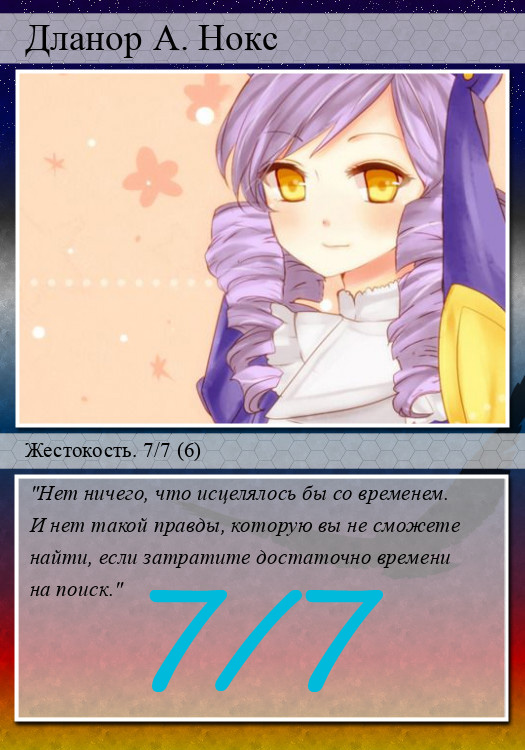 Дланор А. Нокс
Жестокость. 7/7 (6)
"Нет ничего, что исцелялось бы со временем.
И нет такой правды, которую вы не сможете
найти, если затратите достаточно времени
на поиск."
7/7